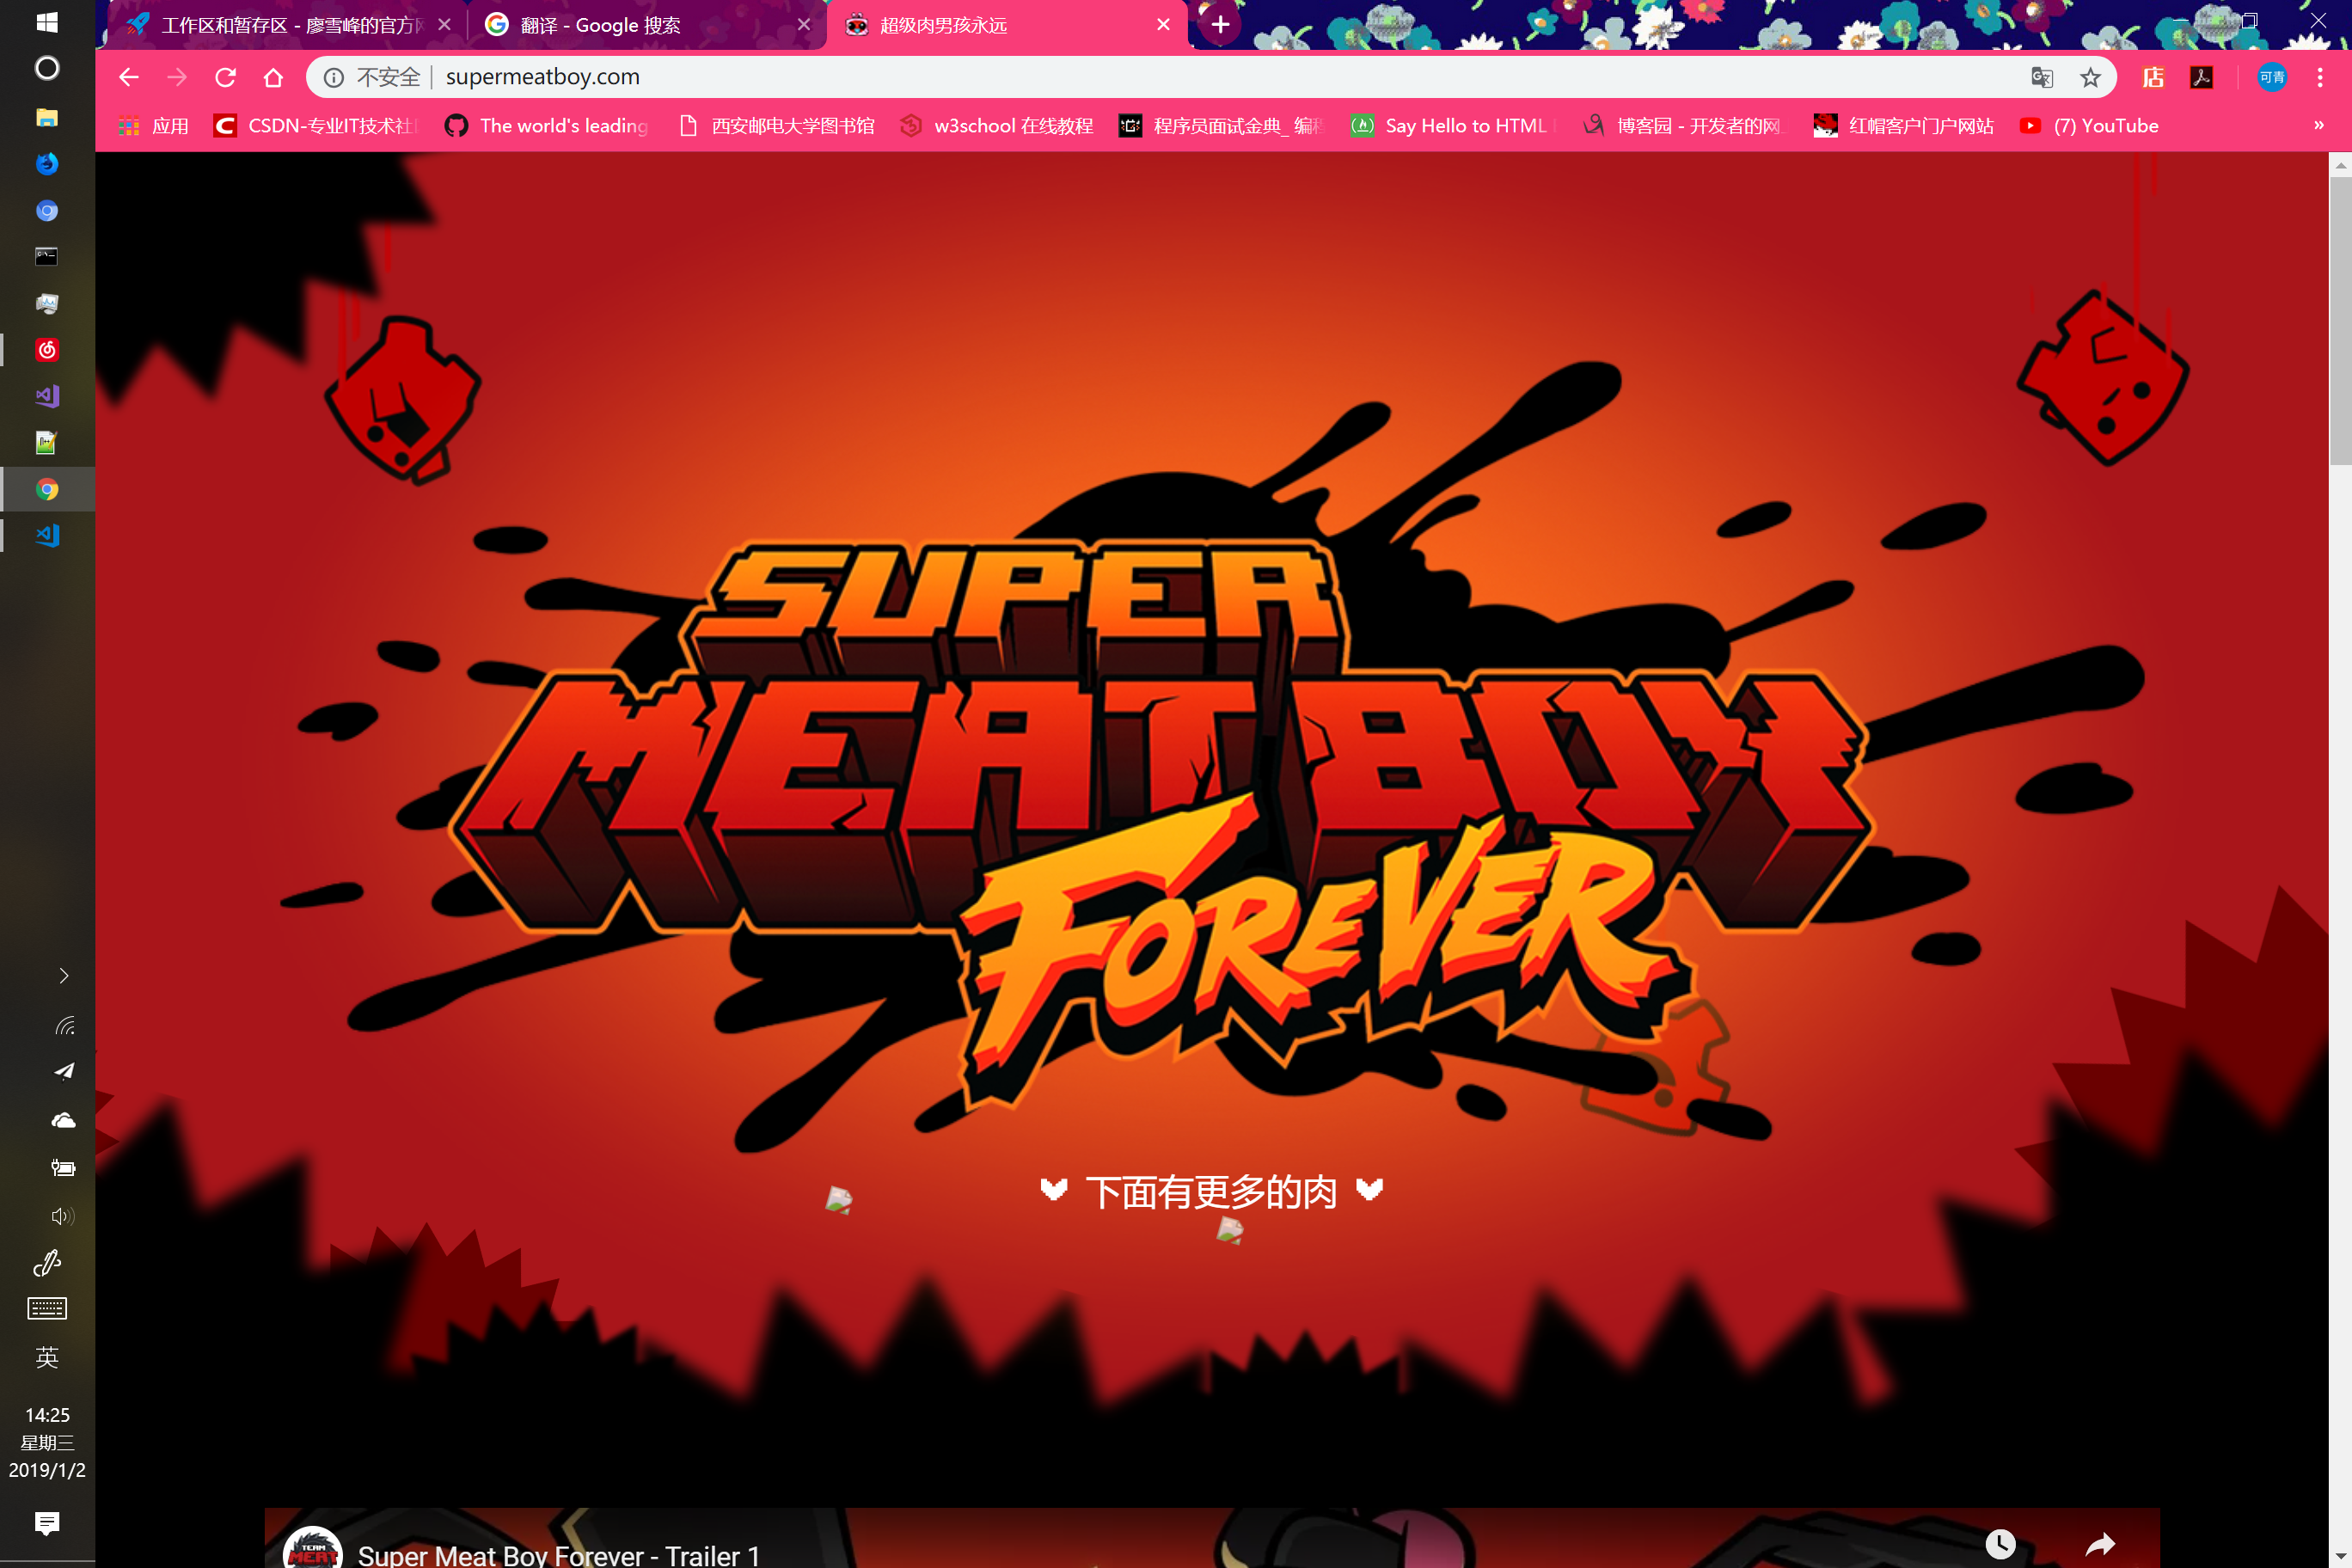 工作区和暂存区 - 廖雪峰的官方
翻译 - Google 搜索
超级肉男孩永远
不安全 supermeatboy.com
可青
应用
CSDN-专业IT技术社
The world's leading
西安邮电大学图书馆
w3school 在线教程
程序员面试金典_ 编程
Say Hello to HTML
博客园 - 开发者的网
红帽客户门户网站
(7) YouTube
店
SUPER
MEAT BOY
FOREVER
下面有更多的肉
英
14:25
星期三
2019/1/2
TEAM
MEAT
Super Meat Boy Forever - Trailer 1